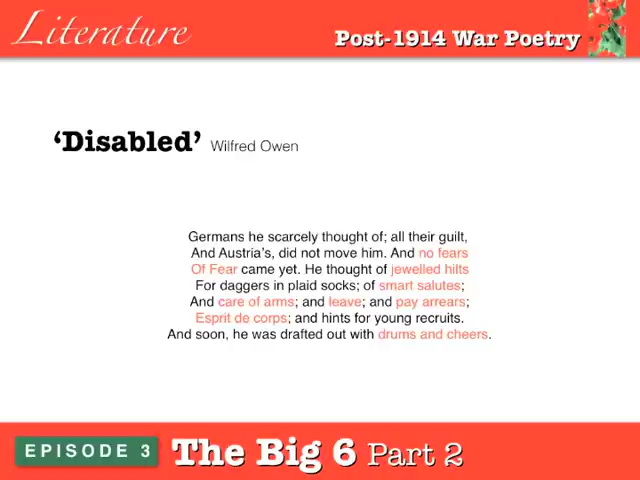 Literature
Post-1914 War Poetry
‘Disabled’ Wilfred Owen
Germans he scarcely thought of; all their guilt,
And Austria’s, did not move him. And no fears
Of Fear came yet. He thought of jewelled hilts
For daggers in plaid socks; of smart salutes;
And care of arms; and leave; and pay arrears;
Esprit de corps; and hints for young recruits.
And soon, he was drafted out with drums and cheers.
EPISODE 3
The Big 6 Part 2